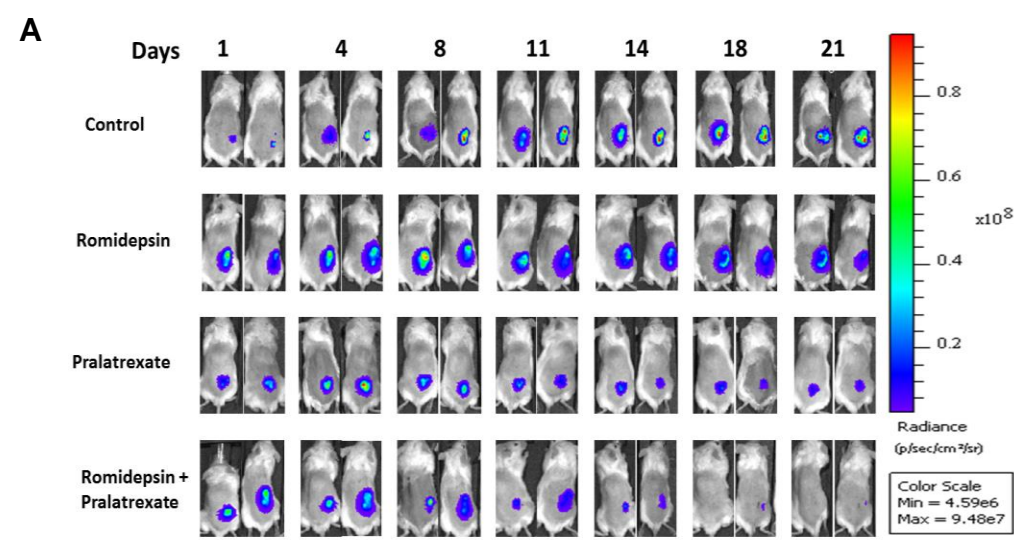 A
Days 1 4 8 11 14 18 21
Control
Romidepsin
Pralatrexate
Romidepsin +
Pralatrexate
0.8
0.6
x10⁸
0.4
0.2
Radiance
(p/sec/cm²/sr)
Color Scale
Min = 4.59e6
Max = 9.48e7